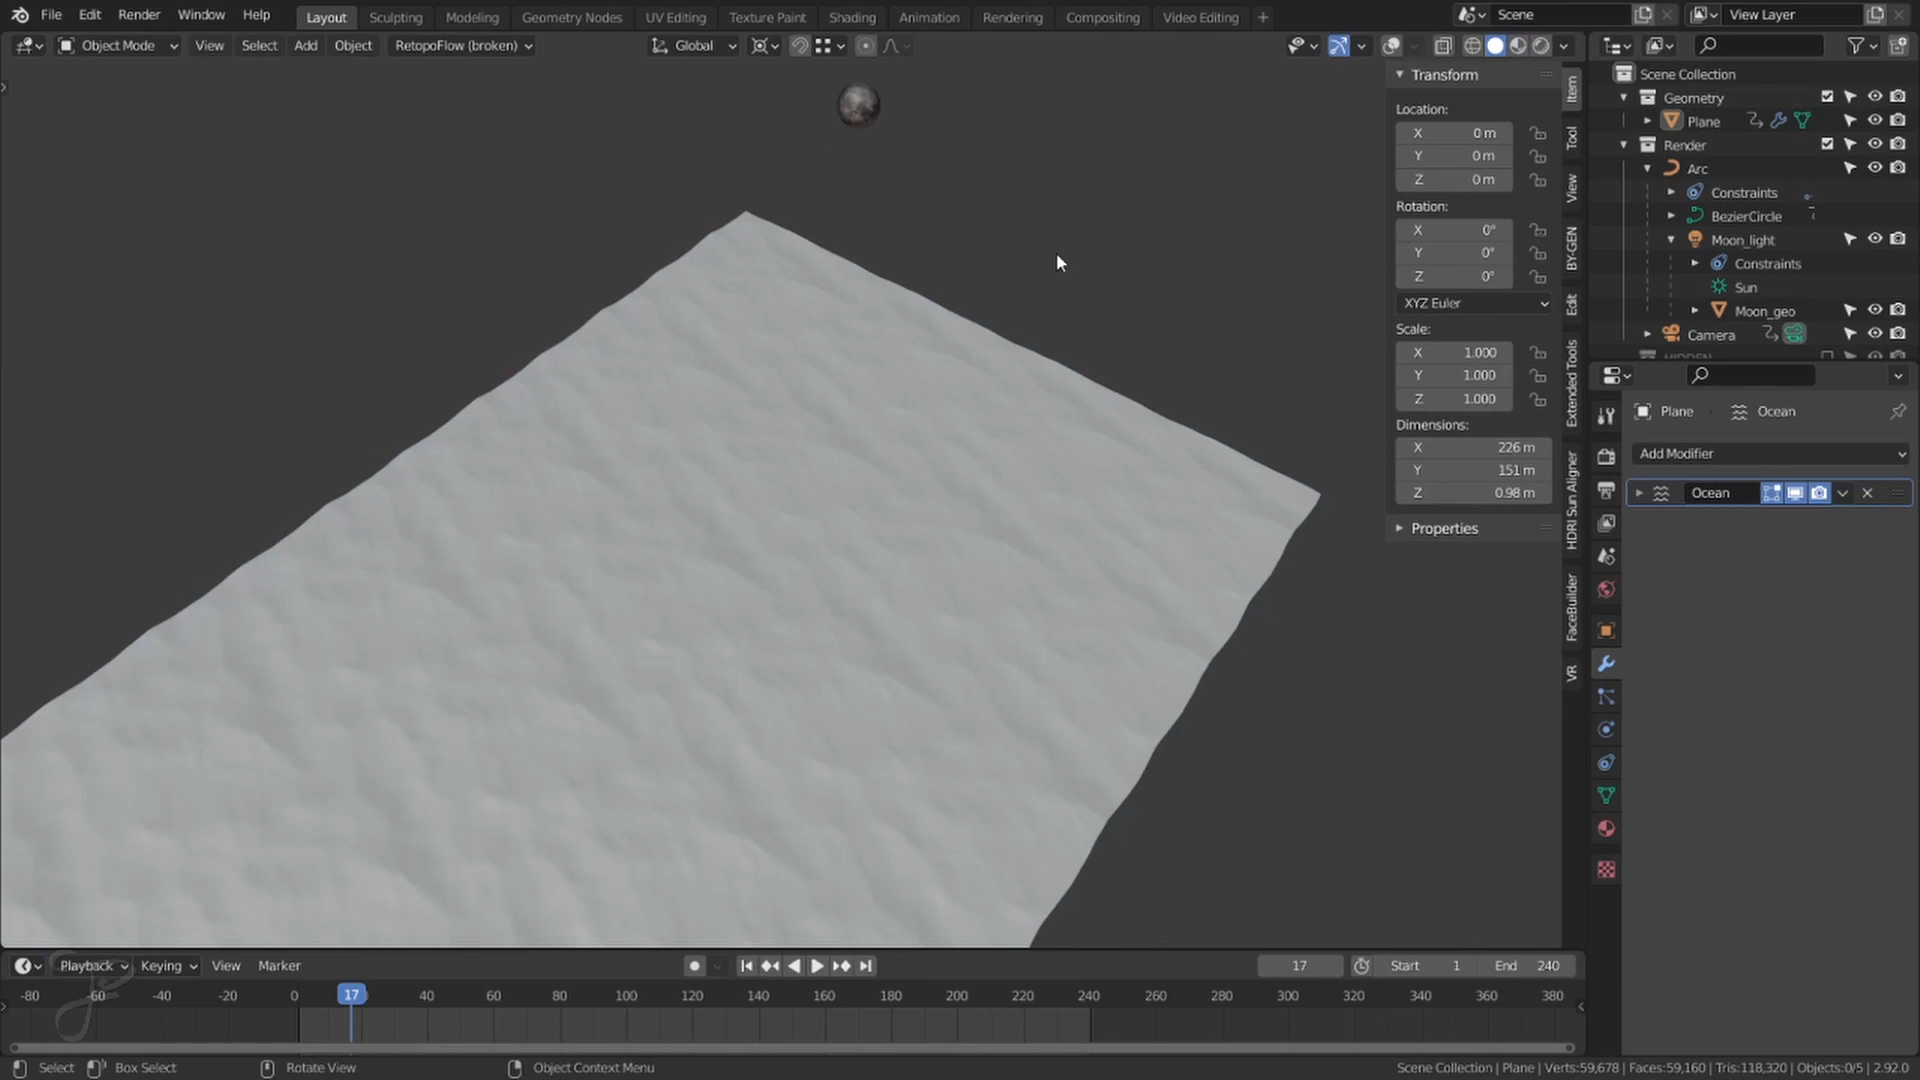 File Edit Render Window Help Layout Sculpting Modeling Geometry Nodes UV Editing Texture Paint Shading Animation Rendering Compositing Video Editing + Scene View Layer
Object Mode View Select Add Object RetopoFlow (broken) Global
Transform
Location:
X 0 m
Y 0 m
Z 0 m
Rotation:
X 0°
Y 0°
Z 0°
XYZ Euler
Scale:
X 1.000
Y 1.000
Z 1.000
Dimensions:
X 226 m
Y 151 m
Z 0.98 m
Properties
Item
Tool
View
BY-GEN
Edit
Extended Tools
HDRI Sun Aligner
FaceBuilder
VR
Scene Collection
Geometry
Plane
Render
Arc
Constraints
BezierCircle
Moon_light
Constraints
Sun
Moon_geo
Camera
HIDDEN
Plane Ocean
Add Modifier
Ocean
Playback Keying View Marker 17 Start 1 End 240
-80 -60 -40 -20 0 17 40 60 80 100 120 140 160 180 200 220 240 260 280 300 320 340 360 380
Select Box Select Rotate View Object Context Menu Scene Collection | Plane | Verts:59,678 | Faces:59,160 | Tris:118,320 | Objects:0/5 | 2.92.0